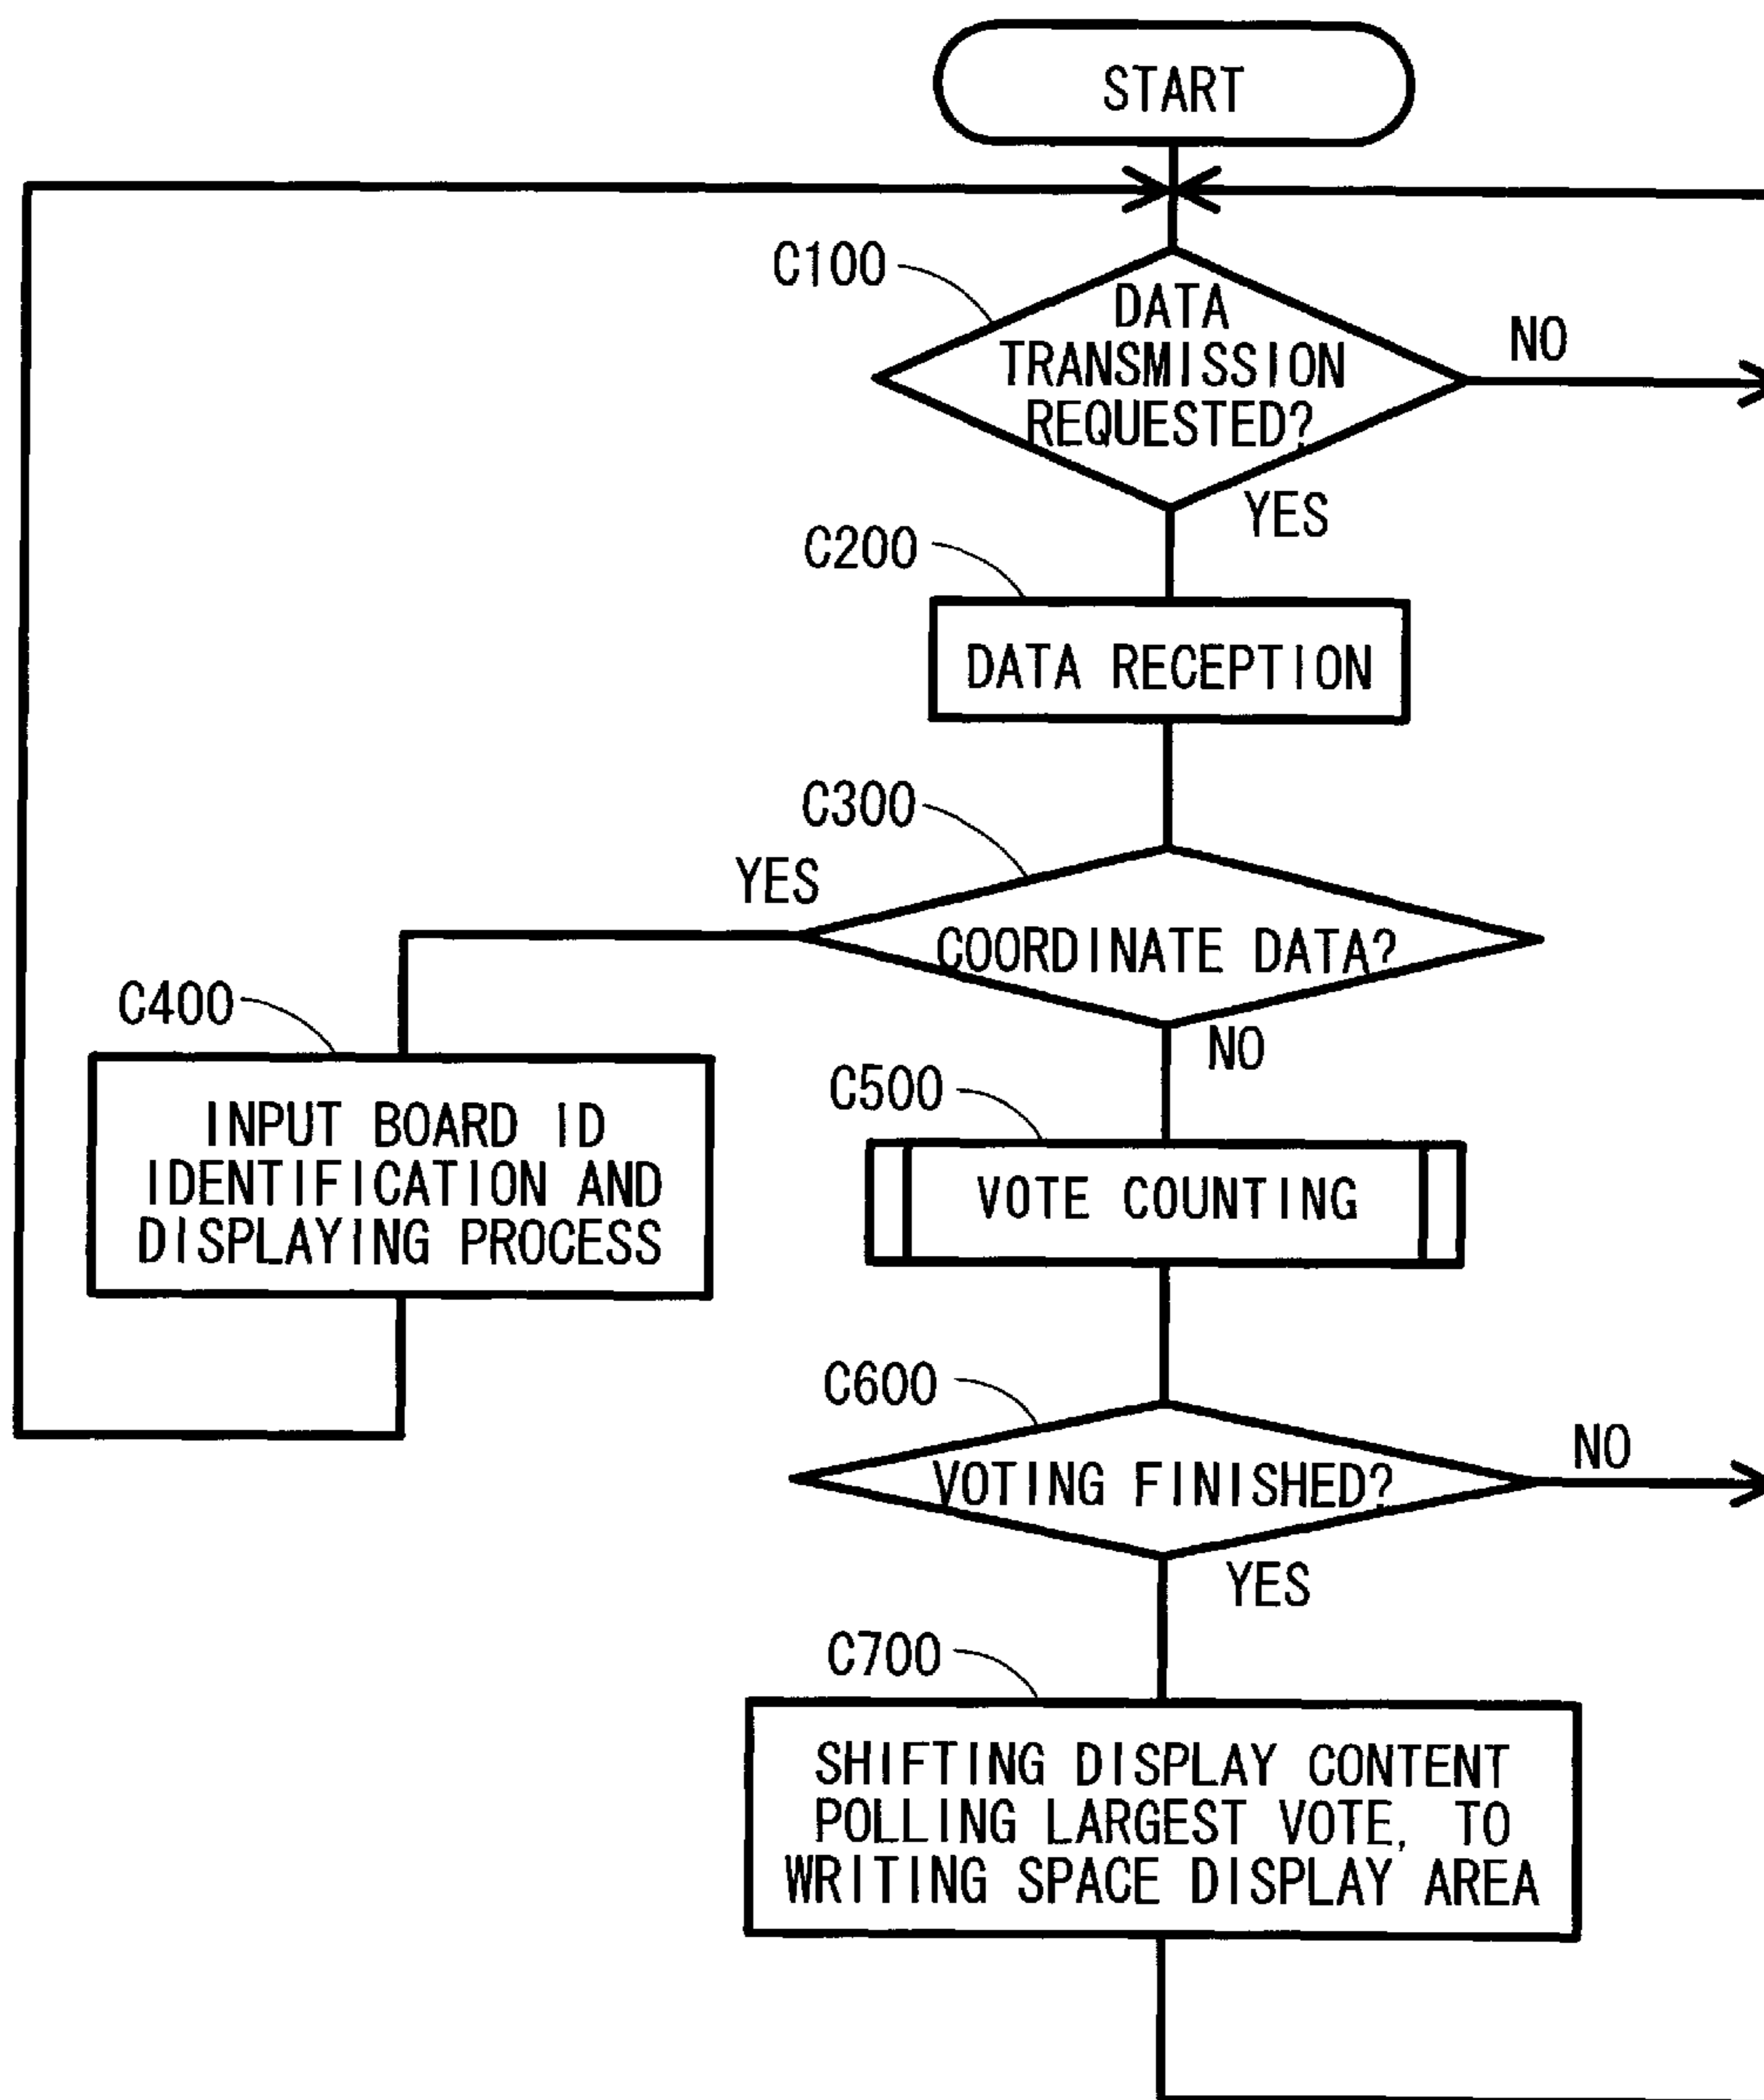 START
C100
DATA
TRANSMISSION
REQUESTED?
NO
YES
C200
DATA RECEPTION
C300
YES
COORDINATE DATA?
NO
C400
INPUT BOARD ID
IDENTIFICATION AND
DISPLAYING PROCESS
C500
VOTE COUNTING
C600
VOTING FINISHED?
NO
YES
C700
SHIFTING DISPLAY CONTENT
POLLING LARGEST VOTE, TO
WRITING SPACE DISPLAY AREA